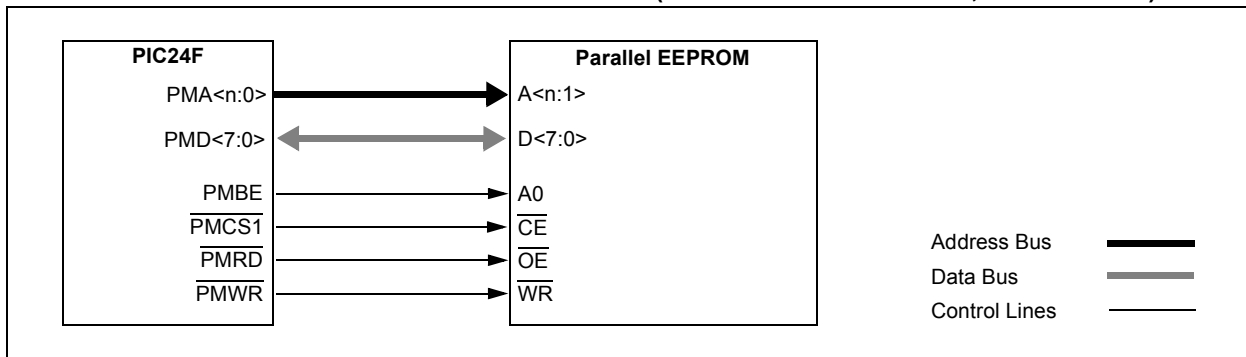 PIC24F
Parallel EEPROM
PMA<n:0>
A<n:1>
PMD<7:0>
D<7:0>
PMBE
A0
PMCS1
CE
PMRD
OE
PMWR
WR
Address Bus
Data Bus
Control Lines